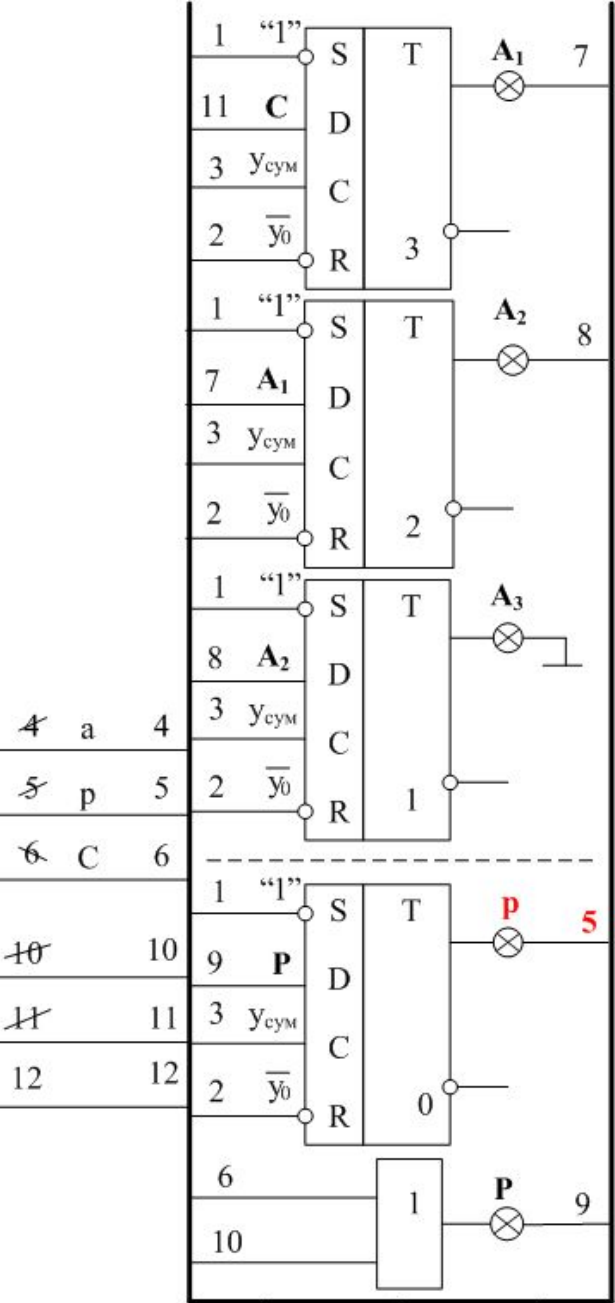 1 “1” S T A₁ 7
11 C D
3 yсум C
2 y̅₀ R 3
1 “1” S T A₂ 8
7 A₁ D
3 yсум C
2 y̅₀ R 2
1 “1” S T A₃
8 A₂ D
4 a 4 3 yсум C
5 p 5 2 y̅₀ R 1
6 C 6
1 “1” S T p 5
10 10 9 P D
11 11 3 yсум C
12 12 2 y̅₀ R 0
6 1 P 9
10